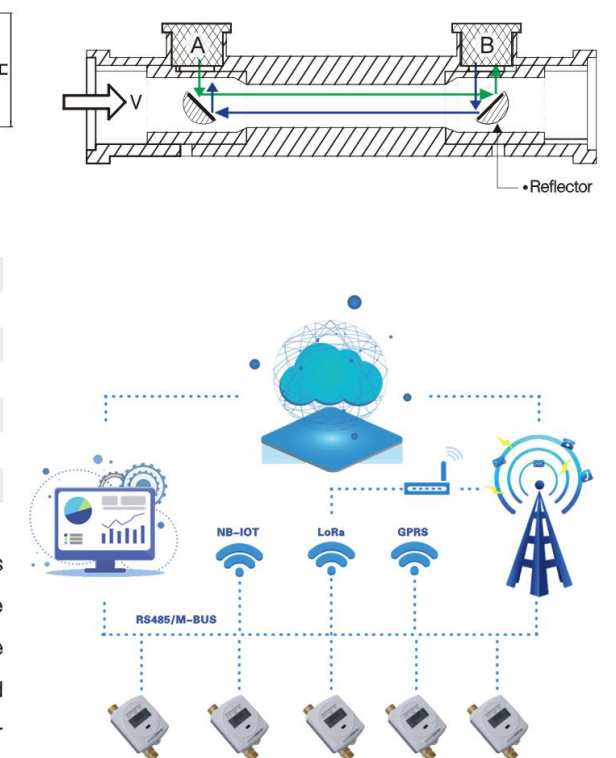 A
B
V
•Reflector
NB-IOT
LoRa
GPRS
RS485/M-BUS